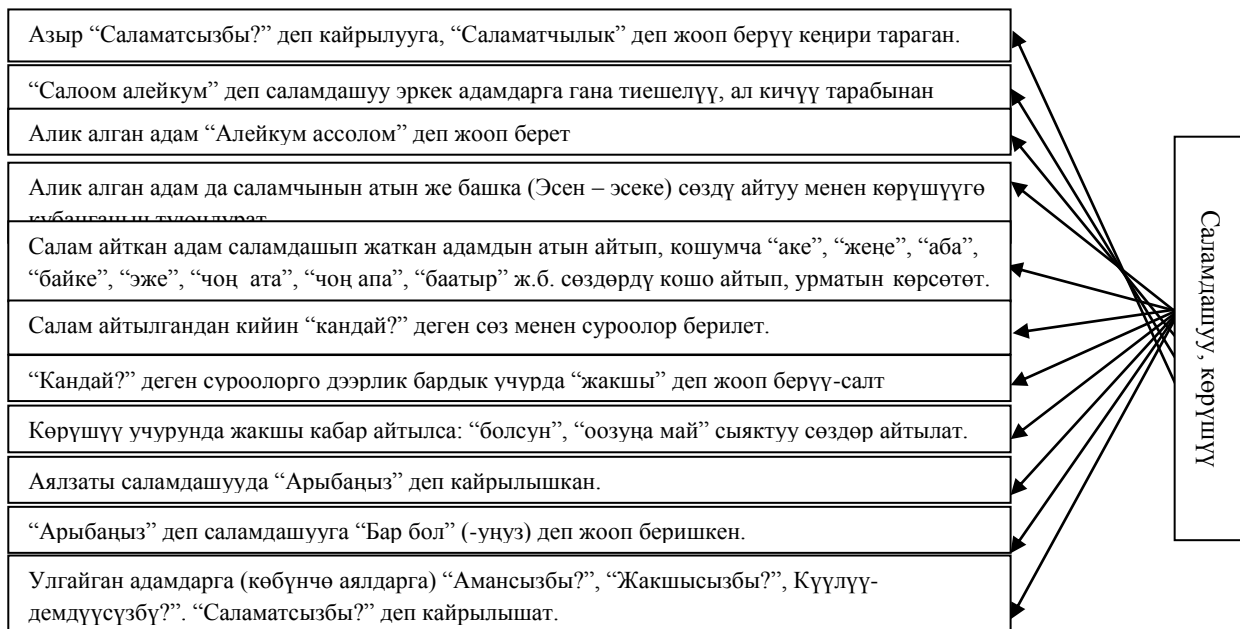 Азыр “Саламатсызбы?” деп кайрылууга, “Саламатчылык” деп жооп берүү кеңири тараган.
“Салоом алейкум” деп саламдашуу эркек адамдарга гана тиешелүү, ал кичүү тарабынан
Алик алган адам “Алейкум ассолом” деп жооп берет
Алик алган адам да саламчынын атын же башка (Эсен – эсеке) сөздү айтуу менен көрүшүүгө
кубанганын туюндурат
Салам айткан адам саламдашып жаткан адамдын атын айтып, кошумча “аке”, “жеңе”, “аба”,
“байке”, “эже”, “чоң ата”, “чоң апа”, “баатыр” ж.б. сөздөрдү кошо айтып, урматын көрсөтөт.
Салам айтылгандан кийин “кандай?” деген сөз менен суроолор берилет.
“Кандай?” деген суроолорго дээрлик бардык учурда “жакшы” деп жооп берүү-салт
Көрүшүү учурунда жакшы кабар айтылса: “болсун”, “оозуңа май” сыяктуу сөздөр айтылат.
Аялзаты саламдашууда “Арыбаңыз” деп кайрылышкан.
“Арыбаңыз” деп саламдашууга “Бар бол” (-уңуз) деп жооп беришкен.
Улгайган адамдарга (көбүнчө аялдарга) “Амансызбы?”, “Жакшысызбы?”, Күүлүү-
демдүүсүзбү?”. “Саламатсызбы?” деп кайрылышат.
Саламдашуу, көрүшүү